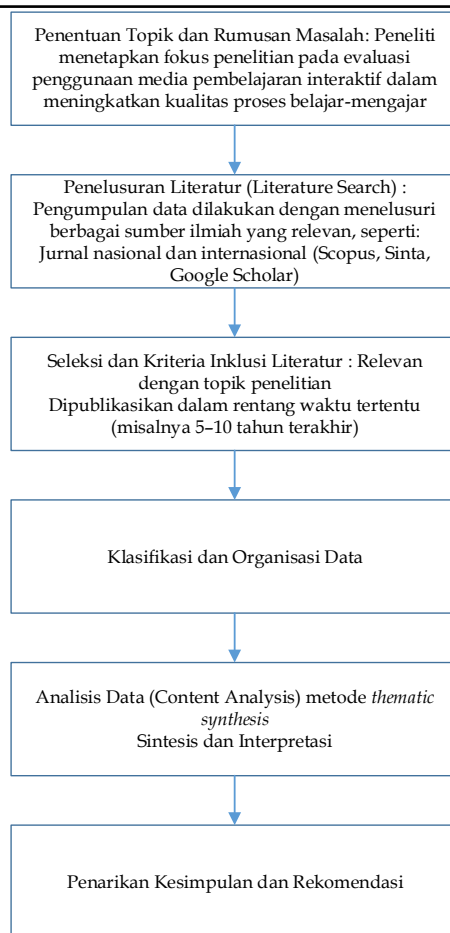 Penentuan Topik dan Rumusan Masalah: Peneliti
menetapkan fokus penelitian pada evaluasi
penggunaan media pembelajaran interaktif dalam
meningkatkan kualitas proses belajar-mengajar
Penelusuran Literatur (Literature Search) :
Pengumpulan data dilakukan dengan menelusuri
berbagai sumber ilmiah yang relevan, seperti:
Jurnal nasional dan internasional (Scopus, Sinta,
Google Scholar)
Seleksi dan Kriteria Inklusi Literatur : Relevan
dengan topik penelitian
Dipublikasikan dalam rentang waktu tertentu
(misalnya 5–10 tahun terakhir)
Klasifikasi dan Organisasi Data
Analisis Data (Content Analysis) metode thematic
synthesis
Sintesis dan Interpretasi
Penarikan Kesimpulan dan Rekomendasi